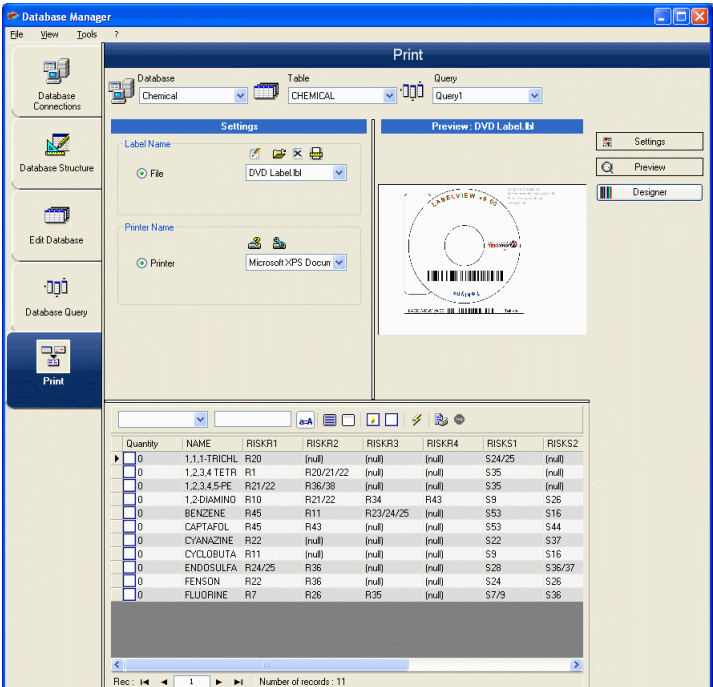 Database Manager
File View Tools ?
Print
Database Table Query
Chemical CHEMICAL Query1
Database Connections
Database Structure
Edit Database
Database Query
Print
Settings
Label Name
File DVD Label.lbl
Printer Name
Printer Microsoft XPS Docum
Preview : DVD Label.lbl
LABELVIEW
Settings
Preview
Designer
a=A
Quantity NAME RISKR1 RISKR2 RISKR3 RISKR4 RISKS1 RISKS2
0 1,1,1-TRICHL R20 (null) (null) (null) S24/25 (null)
0 1,2,3,4 TETR R1 R20/21/22 (null) (null) S35 (null)
0 1,2,3,4,5-PE R21/22 R36/38 (null) (null) S35 (null)
0 1,2-DIAMINO R10 R21/22 R34 R43 S9 S26
0 BENZENE R45 R11 R23/24/25 (null) S53 S16
0 CAPTAFOL R45 R43 (null) (null) S53 S44
0 CYANAZINE R22 (null) (null) (null) S22 S37
0 CYCLOBUTA R11 (null) (null) (null) S9 S16
0 ENDOSULFA R24/25 R36 (null) (null) S28 S36/37
0 FENSON R22 R36 (null) (null) S24 S26
0 FLUORINE R7 R26 R35 (null) S7/9 S36
Rec : 1 Number of records : 11